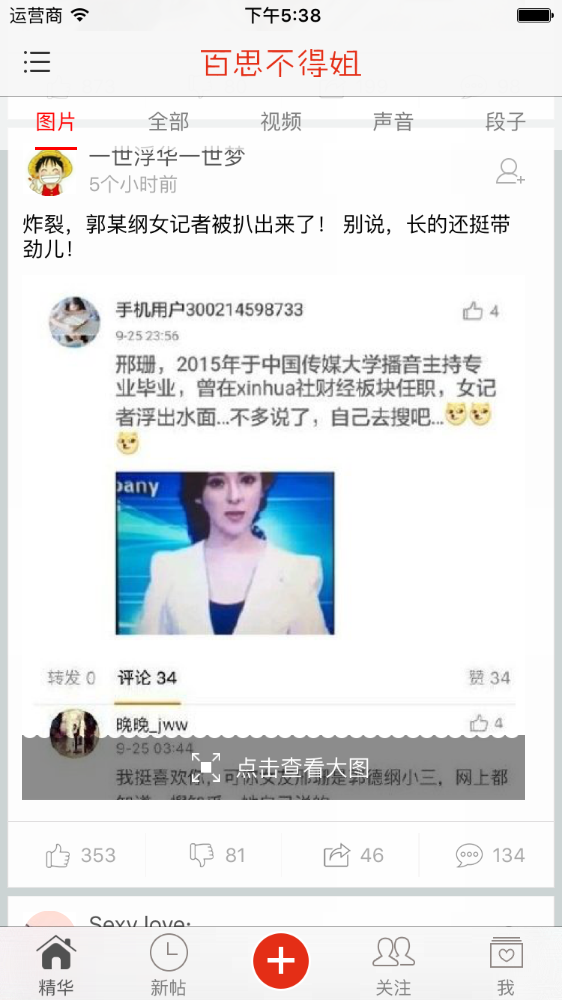 运营商 下午5:38
百思不得姐
图片 全部 视频 声音 段子
一世浮华一世梦
5个小时前
炸裂，郭某纲女记者被扒出来了！ 别说，长的还挺带
劲儿！
手机用户300214598733 4
9-25 23:56
邢珊，2015年于中国传媒大学播音主持专
业毕业，曾在xinhua社财经板块任职，女记
者浮出水面...不多说了，自己去搜吧...
pany
转发 0 评论 34 赞 34
晚晚_jww 4
9-25 03:44
点击查看大图
我挺喜欢他，可你女友邢珊是郭德纲小三，网上都
353 81 46 134
Sexy love·
精华 新帖 关注 我